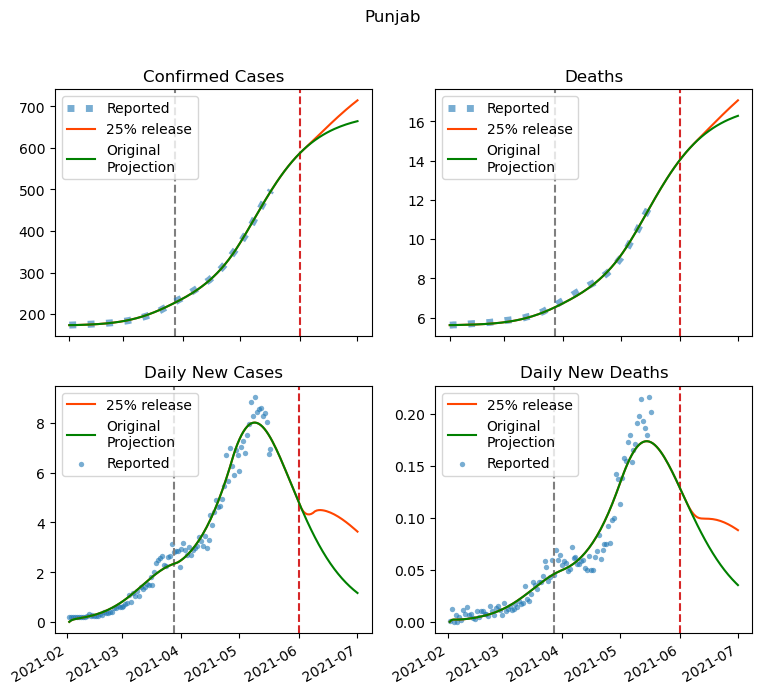 Punjab
Confirmed Cases
Reported
25% release
Original
Projection
700
600
500
400
300
200
Deaths
Reported
25% release
Original
Projection
16
14
12
10
8
6
Daily New Cases
25% release
Original
Projection
Reported
8
6
4
2
0
2021-02
2021-03
2021-04
2021-05
2021-06
2021-07
Daily New Deaths
25% release
Original
Projection
Reported
0.20
0.15
0.10
0.05
0.00
2021-02
2021-03
2021-04
2021-05
2021-06
2021-07